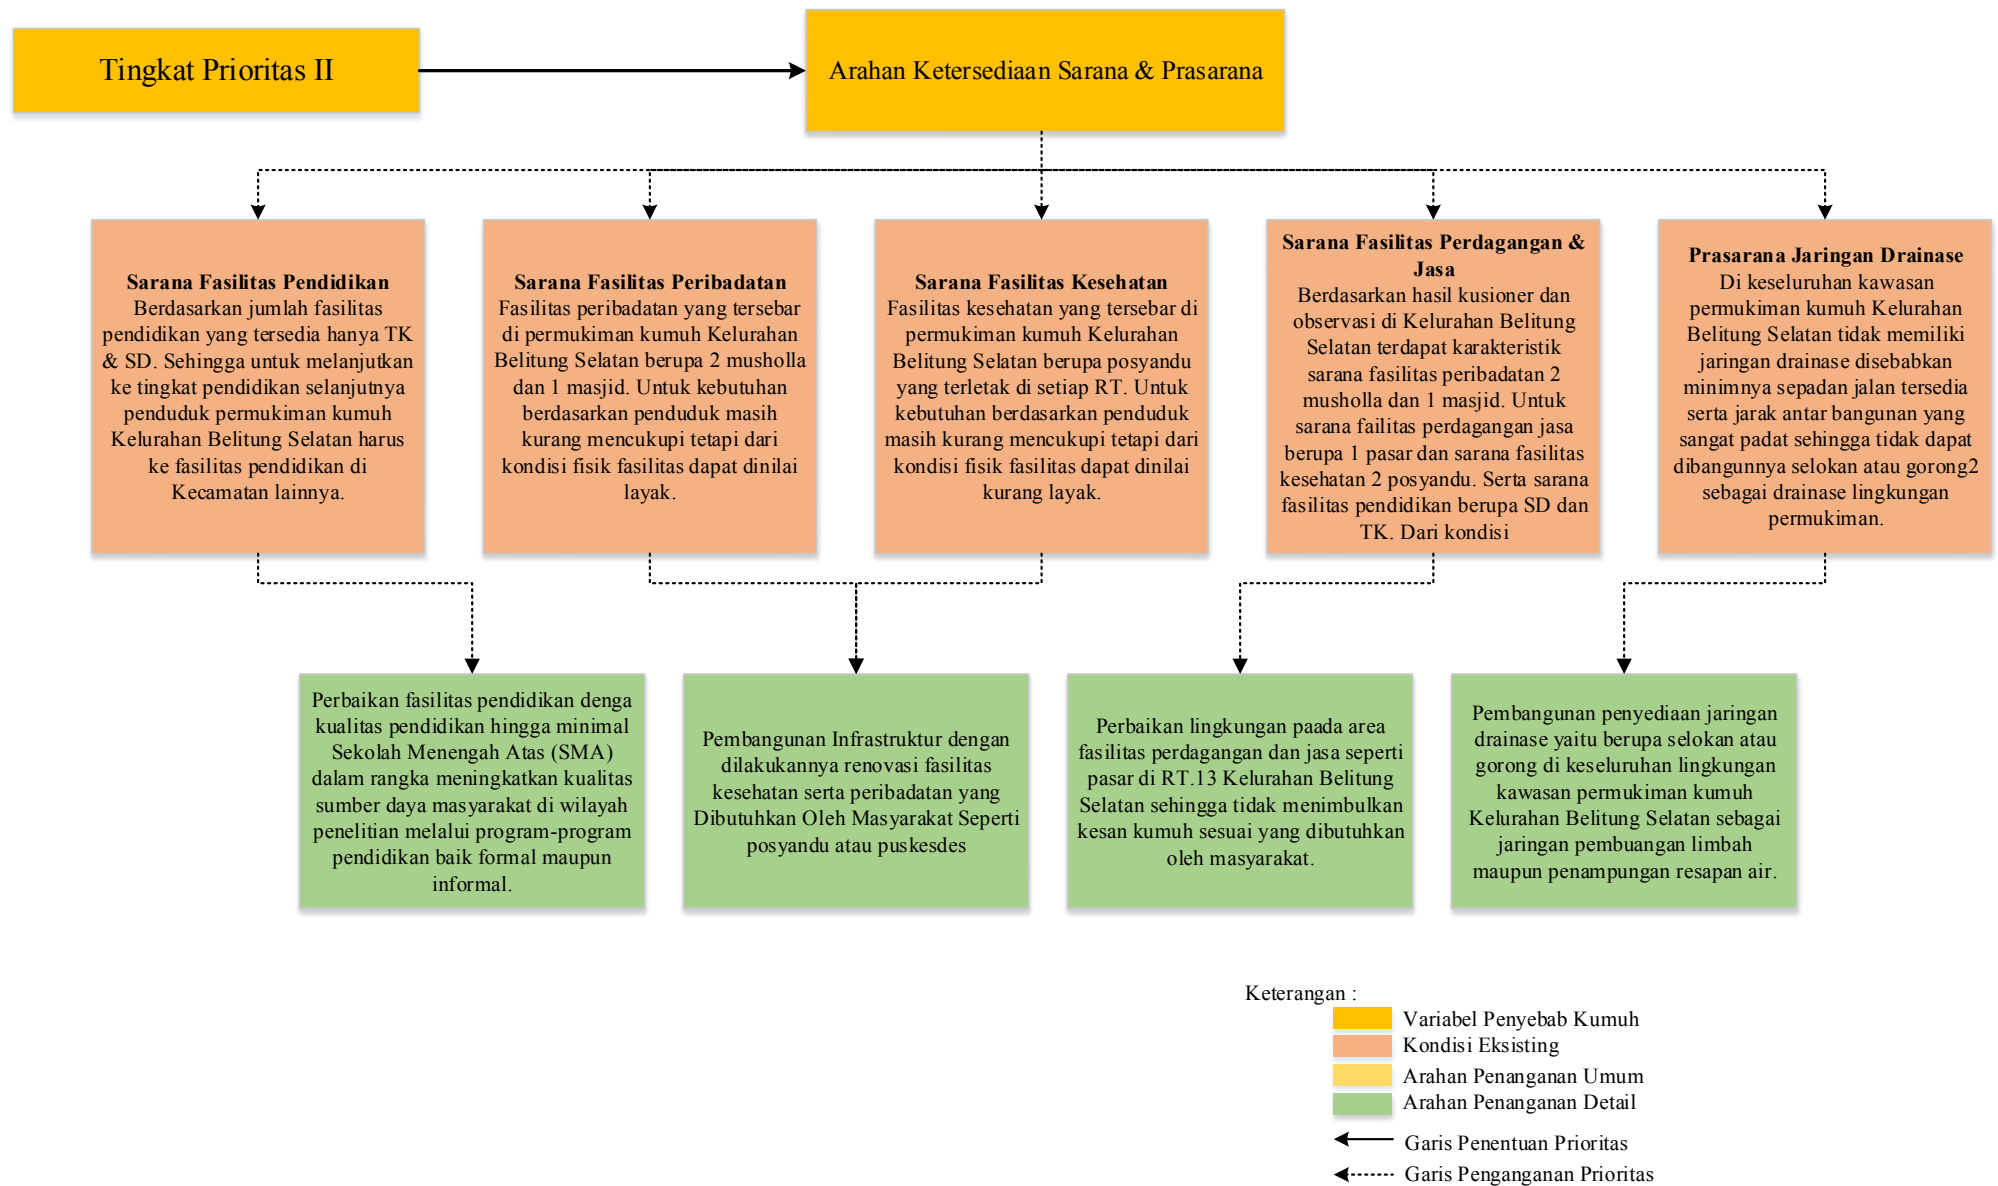 Tingkat Prioritas II
Arahan Ketersediaan Sarana & Prasarana
Sarana Fasilitas Pendidikan
Berdasarkan jumlah fasilitas
pendidikan yang tersedia hanya TK
& SD. Sehingga untuk melanjutkan
ke tingkat pendidikan selanjutnya
penduduk permukiman kumuh
Kelurahan Belitung Selatan harus
ke fasilitas pendidikan di
Kecamatan lainnya.
Sarana Fasilitas Peribadatan
Fasilitas peribadatan yang tersebar
di permukiman kumuh Kelurahan
Belitung Selatan berupa 2 musholla
dan 1 masjid. Untuk kebutuhan
berdasarkan penduduk masih
kurang mencukupi tetapi dari
kondisi fisik fasilitas dapat dinilai
layak.
Sarana Fasilitas Kesehatan
Fasilitas kesehatan yang tersebar di
permukiman kumuh Kelurahan
Belitung Selatan berupa posyandu
yang terletak di setiap RT. Untuk
kebutuhan berdasarkan penduduk
masih kurang mencukupi tetapi dari
kondisi fisik fasilitas dapat dinilai
kurang layak.
Sarana Fasilitas Perdagangan &
Jasa
Berdasarkan hasil kusioner dan
observasi di Kelurahan Belitung
Selatan terdapat karakteristik
sarana fasilitas peribadatan 2
musholla dan 1 masjid. Untuk
sarana failitas perdagangan jasa
berupa 1 pasar dan sarana fasilitas
kesehatan 2 posyandu. Serta sarana
fasilitas pendidikan berupa SD dan
TK. Dari kondisi
Prasarana Jaringan Drainase
Di keseluruhan kawasan
permukiman kumuh Kelurahan
Belitung Selatan tidak memiliki
jaringan drainase disebabkan
minimnya sepadan jalan tersedia
serta jarak antar bangunan yang
sangat padat sehingga tidak dapat
dibangunnya selokan atau gorong2
sebagai drainase lingkungan
permukiman.
Perbaikan fasilitas pendidikan denga
kualitas pendidikan hingga minimal
Sekolah Menengah Atas (SMA)
dalam rangka meningkatkan kualitas
sumber daya masyarakat di wilayah
penelitian melalui program-program
pendidikan baik formal maupun
informal.
Pembangunan Infrastruktur dengan
dilakukannya renovasi fasilitas
kesehatan serta peribadatan yang
Dibutuhkan Oleh Masyarakat Seperti
posyandu atau puskesdes
Perbaikan lingkungan paada area
fasilitas perdagangan dan jasa seperti
pasar di RT.13 Kelurahan Belitung
Selatan sehingga tidak menimbulkan
kesan kumuh sesuai yang dibutuhkan
oleh masyarakat.
Pembangunan penyediaan jaringan
drainase yaitu berupa selokan atau
gorong di keseluruhan lingkungan
kawasan permukiman kumuh
Kelurahan Belitung Selatan sebagai
jaringan pembuangan limbah
maupun penampungan resapan air.
Keterangan :
Variabel Penyebab Kumuh
Kondisi Eksisting
Arahan Penanganan Umum
Arahan Penanganan Detail
Garis Penentuan Prioritas
Garis Pengangan​an Prioritas